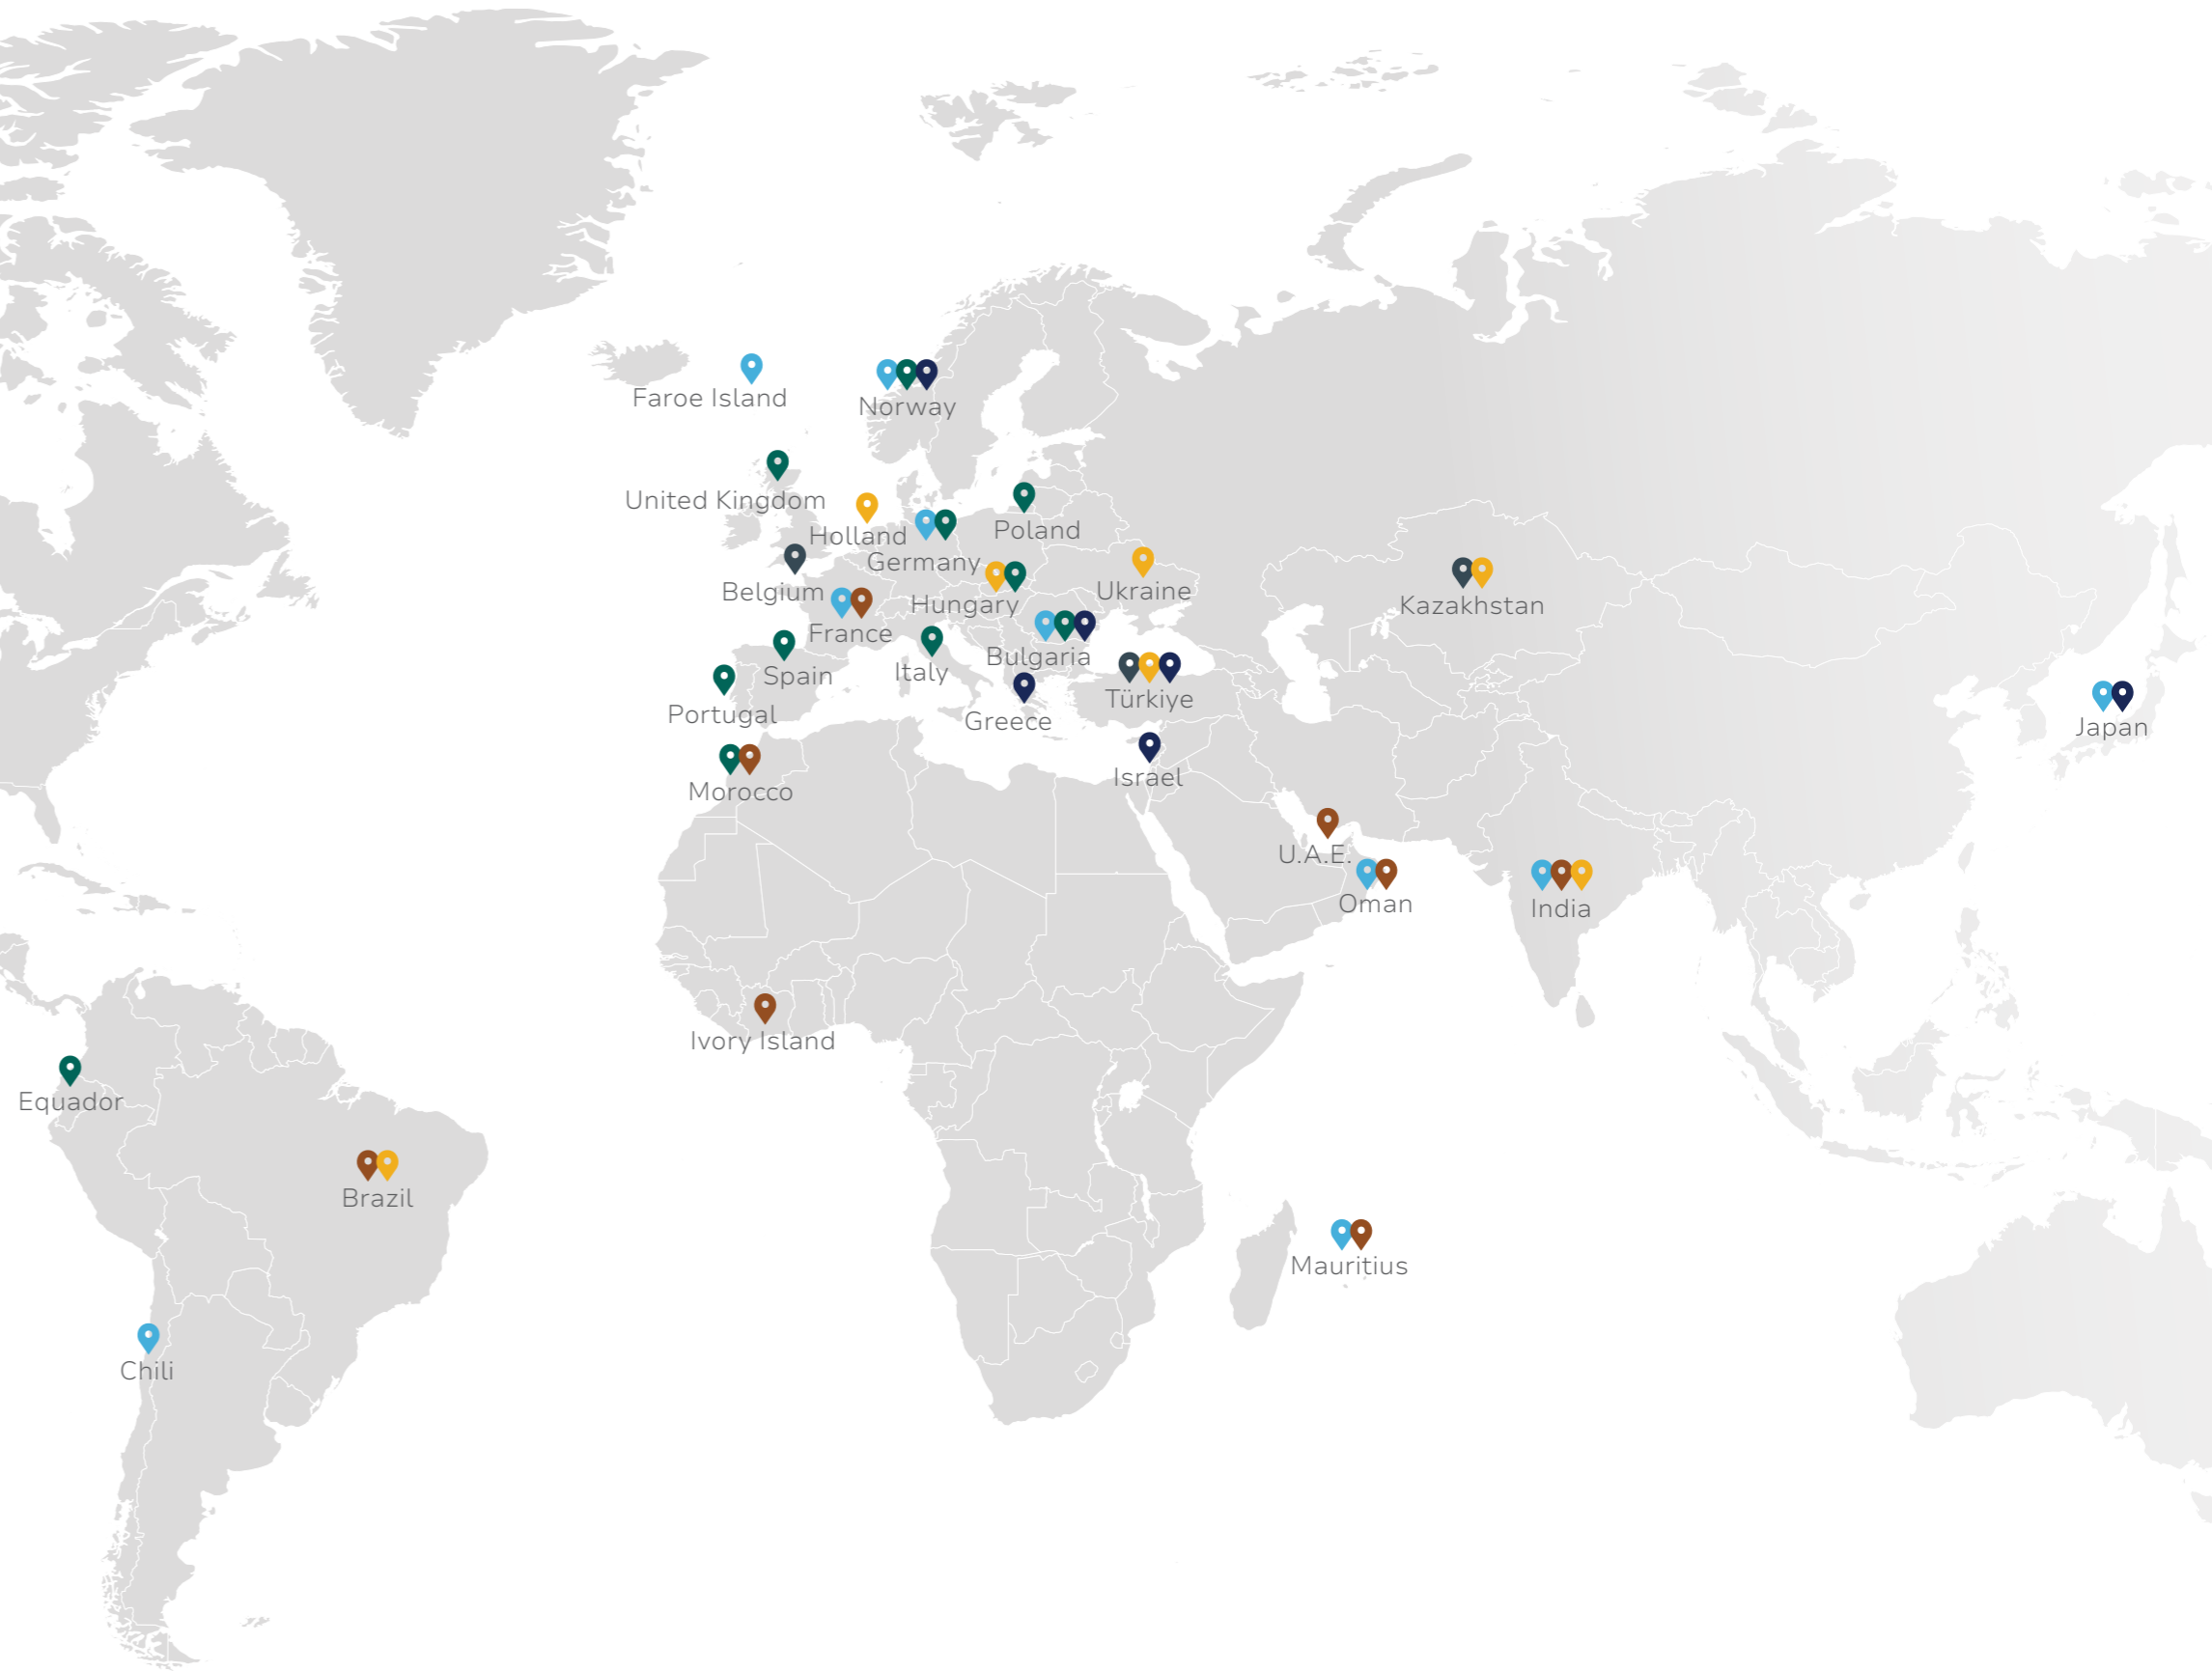 Faroe Island
Norway
United Kingdom
Holland
Poland
Germany
Belgium
Hungary
Ukraine
Kazakhstan
France
Bulgaria
Spain
Italy
Türkiye
Portugal
Greece
Japan
Israel
Morocco
U.A.E.
Oman
India
Ivory Island
Equador
Brazil
Mauritius
Chili